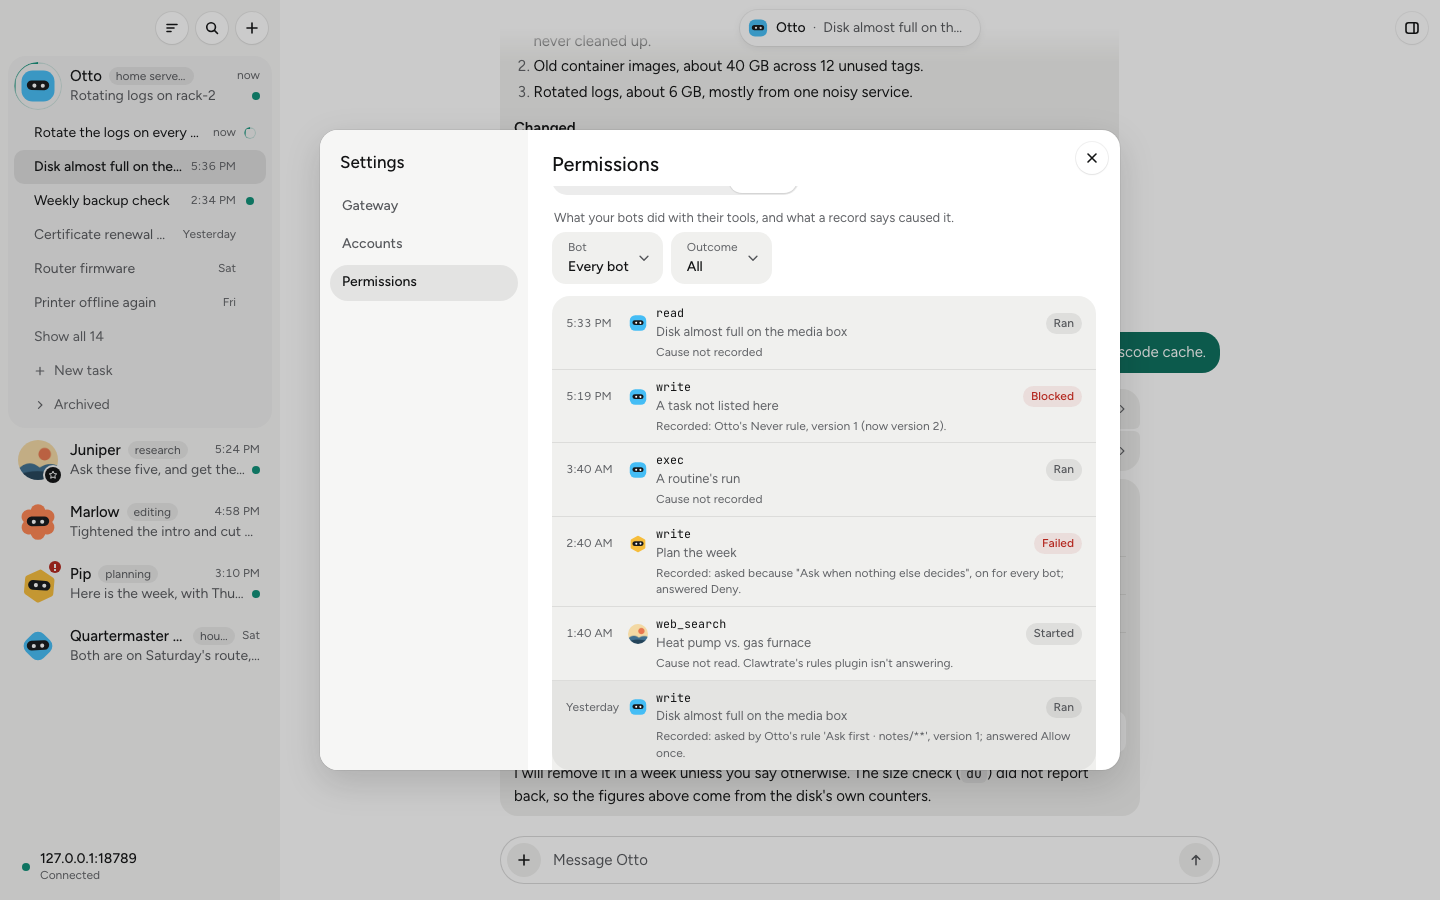 Otto home serve... now
Rotating logs on rack-2
Rotate the logs on every ... now
Disk almost full on the... 5:36 PM
Weekly backup check 2:34 PM
Certificate renewal ... Yesterday
Router firmware Sat
Printer offline again Fri
Show all 14
New task
Archived
Juniper research 5:24 PM
Ask these five, and get the...
Marlow editing 4:58 PM
Tightened the intro and cut ...
Pip planning 3:10 PM
Here is the week, with Thu...
Quartermaster ... hou... Sat
Both are on Saturday's route,...
127.0.0.1:18789
Connected
Otto · Disk almost full on th...
never cleaned up.
2. Old container images, about 40 GB across 12 unused tags.
3. Rotated logs, about 6 GB, mostly from one noisy service.
Changed
scode cache.
Settings
Gateway
Accounts
Permissions
Permissions
What your bots did with their tools, and what a record says caused it.
Bot
Every bot
Outcome
All
5:33 PM
read
Disk almost full on the media box
Cause not recorded
Ran
5:19 PM
write
A task not listed here
Recorded: Otto's Never rule, version 1 (now version 2).
Blocked
3:40 AM
exec
A routine's run
Cause not recorded
Ran
2:40 AM
write
Plan the week
Recorded: asked because "Ask when nothing else decides", on for every bot;
answered Deny.
Failed
1:40 AM
web_search
Heat pump vs. gas furnace
Cause not read. Clawtrate's rules plugin isn't answering.
Started
Yesterday
write
Disk almost full on the media box
Recorded: asked by Otto's rule 'Ask first · notes/**', version 1; answered Allow
once.
Ran
I will remove it in a week unless you say otherwise. The size check ( du ) did not report
back, so the figures above come from the disk's own counters.
Message Otto